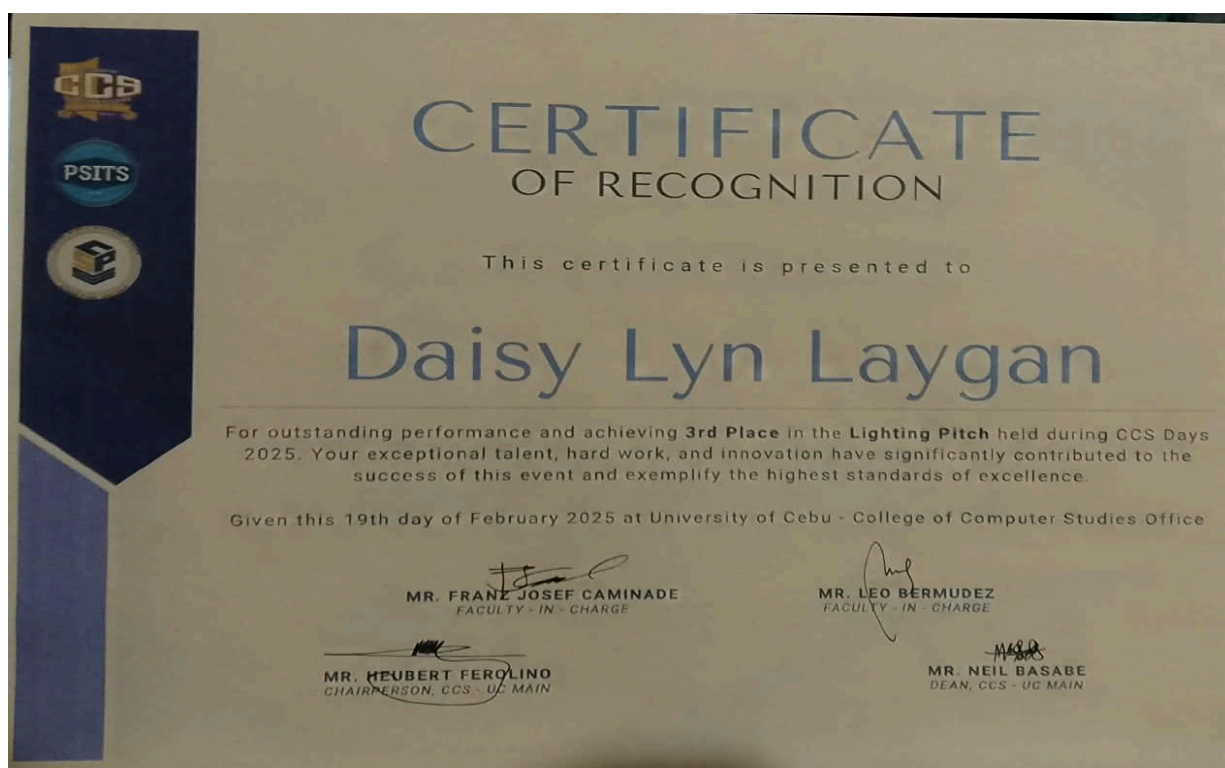 CCS
PSITS
CERTIFICATE
OF RECOGNITION
This certificate is presented to
Daisy Lyn Laygan
For outstanding performance and achieving 3rd Place in the Lighting Pitch held during CCS Days
2025. Your exceptional talent, hard work, and innovation have significantly contributed to the
success of this event and exemplify the highest standards of excellence.
Given this 19th day of February 2025 at University of Cebu - College of Computer Studies Office
MR. FRANZ JOSEF CAMINADE
FACULTY - IN - CHARGE
MR. LEO BERMUDEZ
FACULTY - IN - CHARGE
MR. HEUBERT FEROLINO
CHAIRPERSON, CCS - UC MAIN
MR. NEIL BASABE
DEAN, CCS - UC MAIN